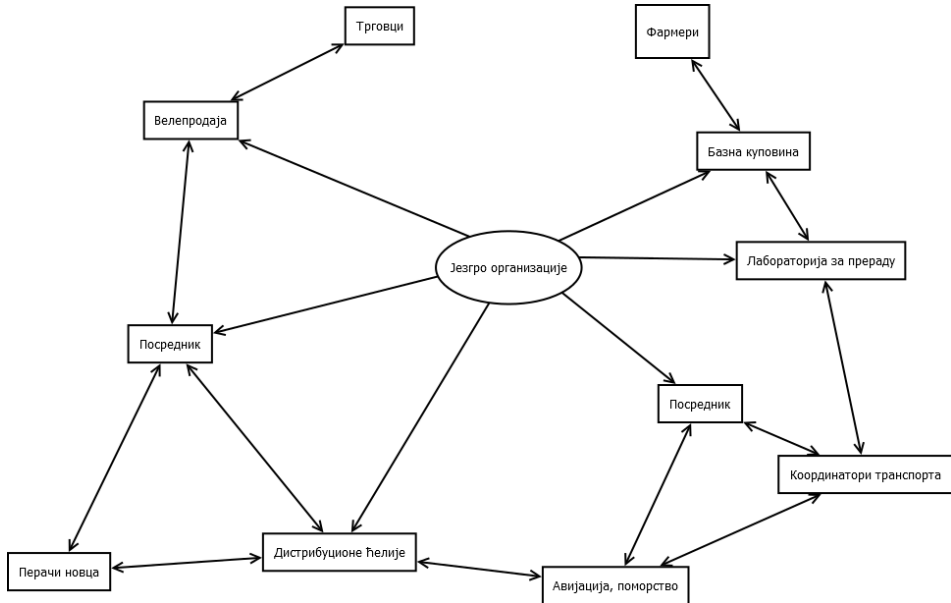 Трговци
Фармери
Велепродаја
Базна куповина
Језгро организације
Лабораторија за прераду
Посредник
Посредник
Координатори транспорта
Дистрибуционе ћелије
Перачи новца
Авијација, поморство